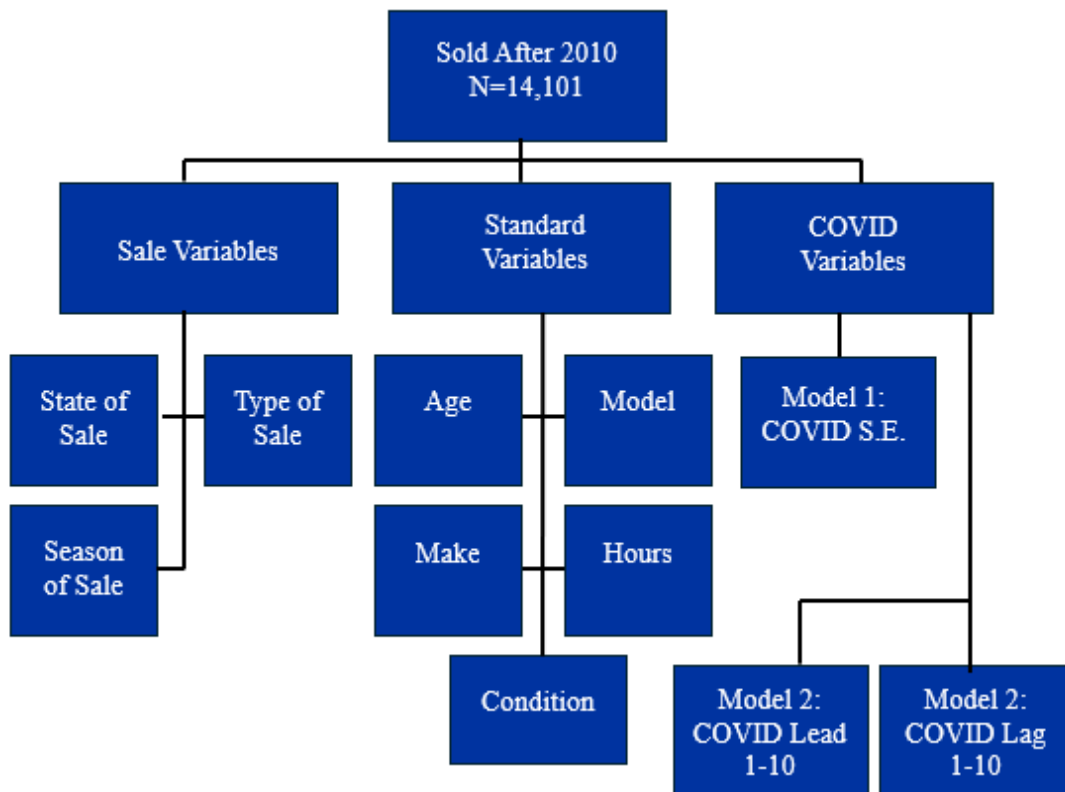 Sold After 2010
N=14,101
Sale Variables
Standard
Variables
COVID
Variables
State of
Sale
Type of
Sale
Age
Model
Model 1:
COVID S.E.
Season
of Sale
Make
Hours
Condition
Model 2:
COVID Lead
1-10
Model 2:
COVID Lag
1-10